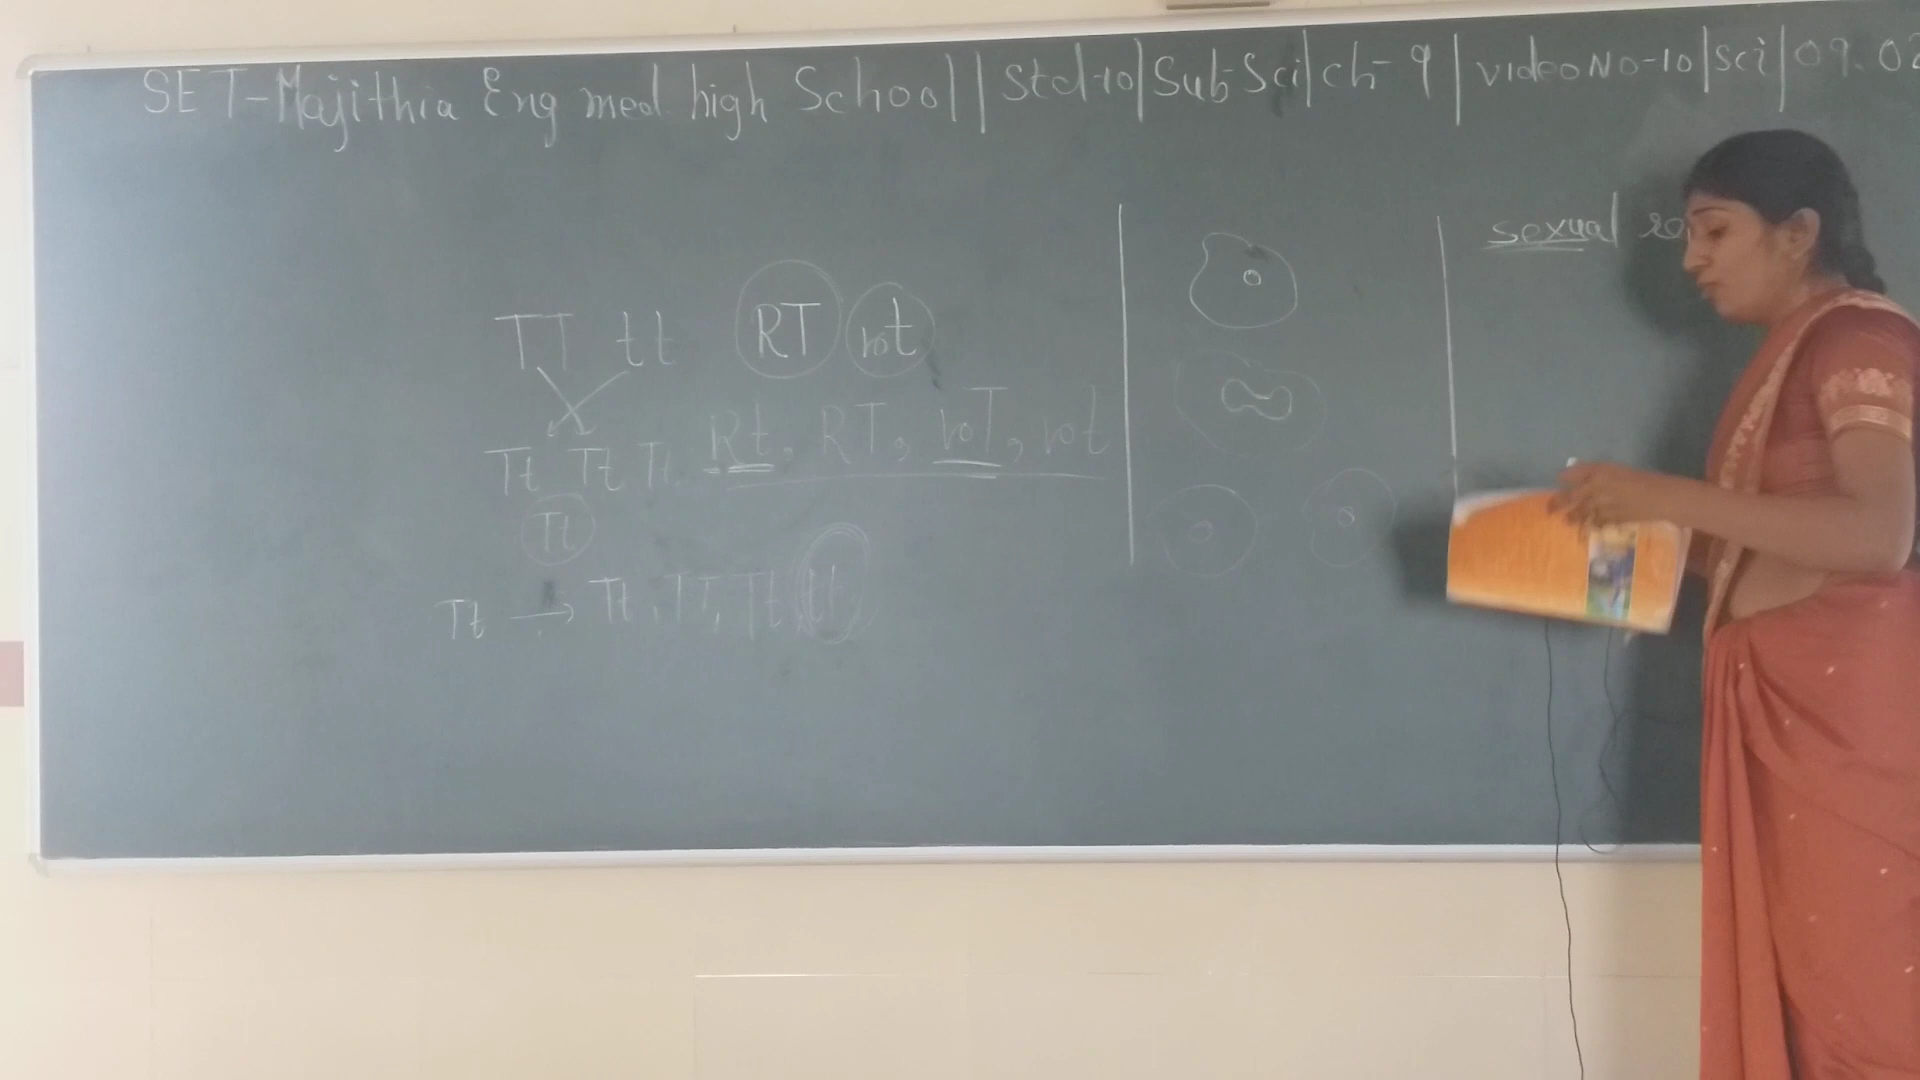 SET-Majithia Eng med. high School || Std-10 | Sub-Sci | ch-9 | video No-10 | Sci | 09.02
sexual
TT tt RT rt
Tt Tt Tt Rt, RT, rT, rt
Tt
Tt → Tt, TT, Tt, tt